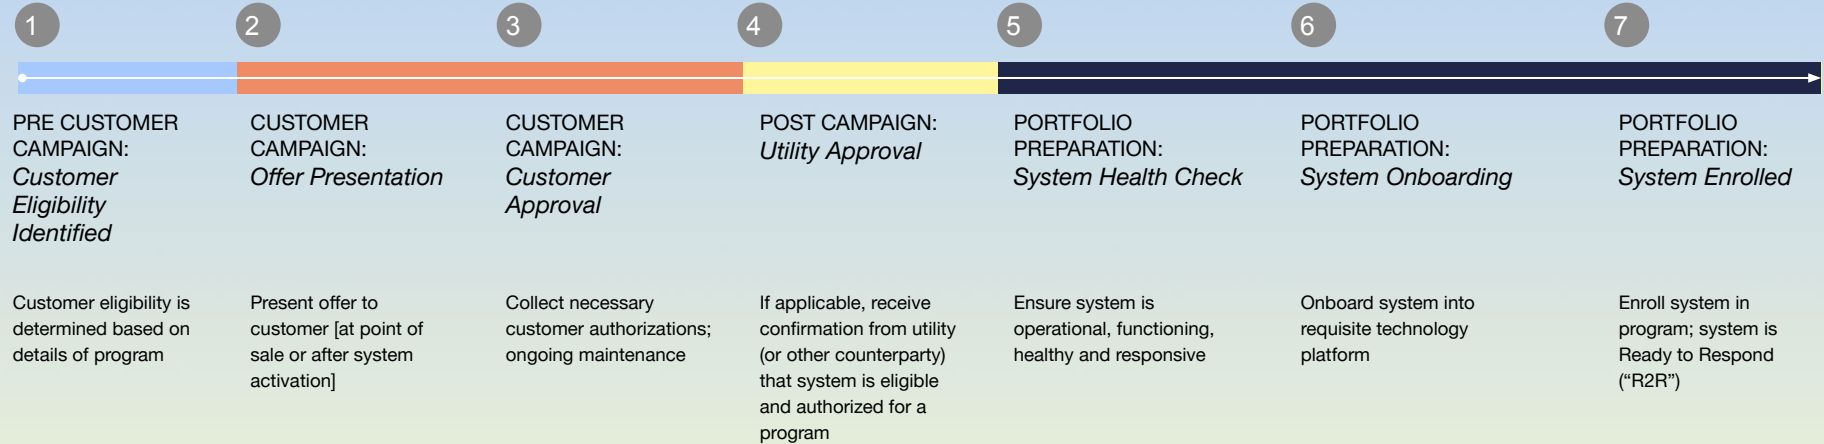 1
2
3
4
5
6
7
PRE CUSTOMER
CAMPAIGN:
Customer
Eligibility
Identified
CUSTOMER
CAMPAIGN:
Offer Presentation
CUSTOMER
CAMPAIGN:
Customer
Approval
POST CAMPAIGN:
Utility Approval
PORTFOLIO
PREPARATION:
System Health Check
PORTFOLIO
PREPARATION:
System Onboarding
PORTFOLIO
PREPARATION:
System Enrolled
Customer eligibility is
determined based on
details of program
Present offer to
customer [at point of
sale or after system
activation]
Collect necessary
customer authorizations;
ongoing maintenance
If applicable, receive
confirmation from utility
(or other counterparty)
that system is eligible
and authorized for a
program
Ensure system is
operational, functioning,
healthy and responsive
Onboard system into
requisite technology
platform
Enroll system in
program; system is
Ready to Respond
(“R2R”)